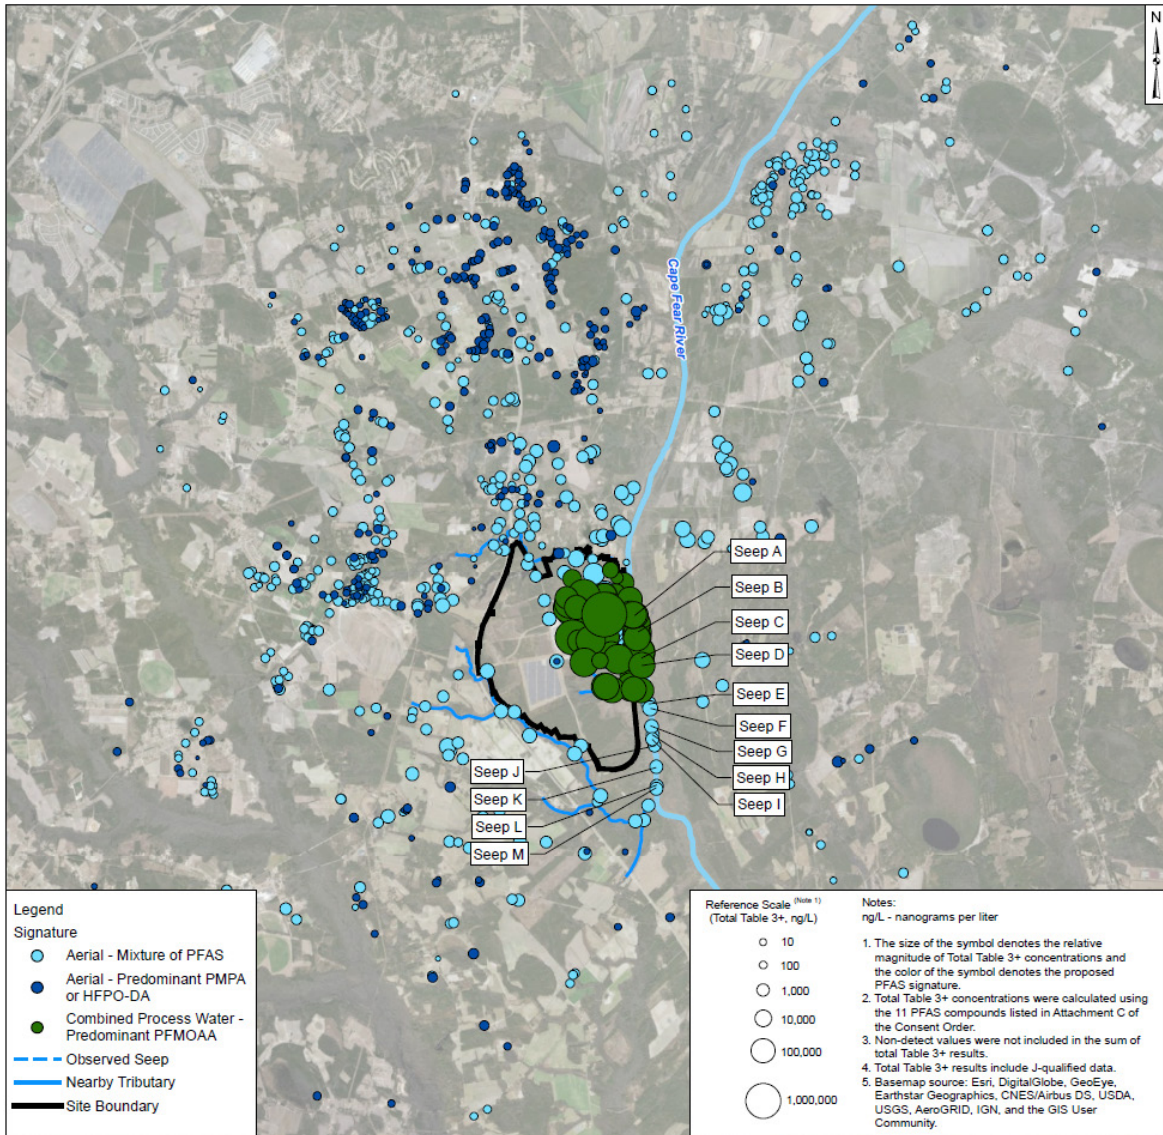 N
Cape Fear River
Seep A
Seep B
Seep C
Seep D
Seep E
Seep F
Seep G
Seep H
Seep I
Seep J
Seep K
Seep L
Seep M
Legend
Signature
Aerial - Mixture of PFAS
Aerial - Predominant PMPA
or HFPO-DA
Combined Process Water -
Predominant PFMOAA
Observed Seep
Nearby Tributary
Site Boundary
Reference Scale (Note 1)
(Total Table 3+, ng/L)
10
100
1,000
10,000
100,000
1,000,000
Notes:
ng/L - nanograms per liter
1. The size of the symbol denotes the relative
magnitude of Total Table 3+ concentrations and
the color of the symbol denotes the proposed
PFAS signature.
2. Total Table 3+ concentrations were calculated using
the 11 PFAS compounds listed in Attachment C of
the Consent Order.
3. Non-detect values were not included in the sum of
total Table 3+ results.
4. Total Table 3+ results include J-qualified data.
5. Basemap source: Esri, DigitalGlobe, GeoEye,
Earthstar Geographics, CNES/Airbus DS, USDA,
USGS, AeroGRID, IGN, and the GIS User
Community.